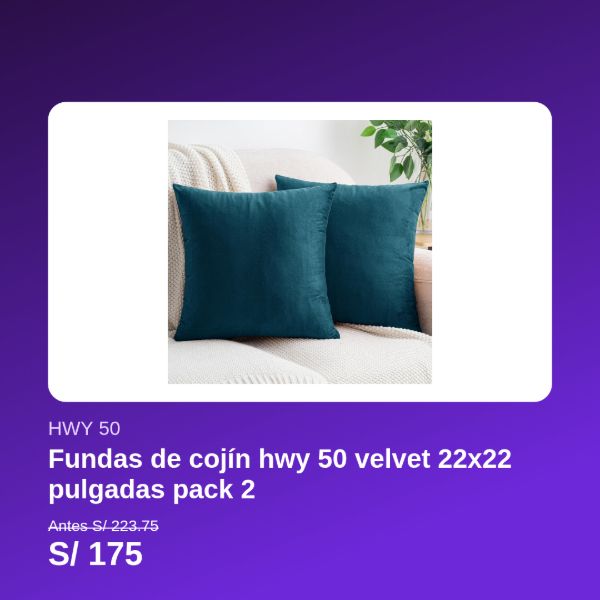 HWY 50
Fundas de cojín hwy 50 velvet 22x22
pulgadas pack 2
Antes S/ 223.75
S/ 175